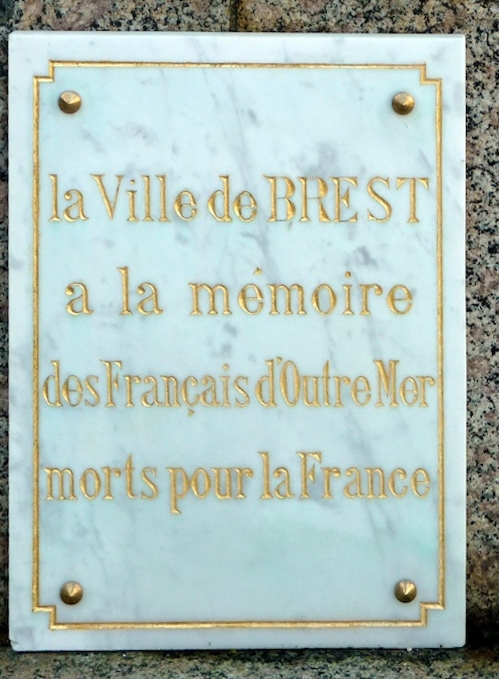 la Ville de BREST
a la mémoire
des Français d'Outre Mer
morts pour la France